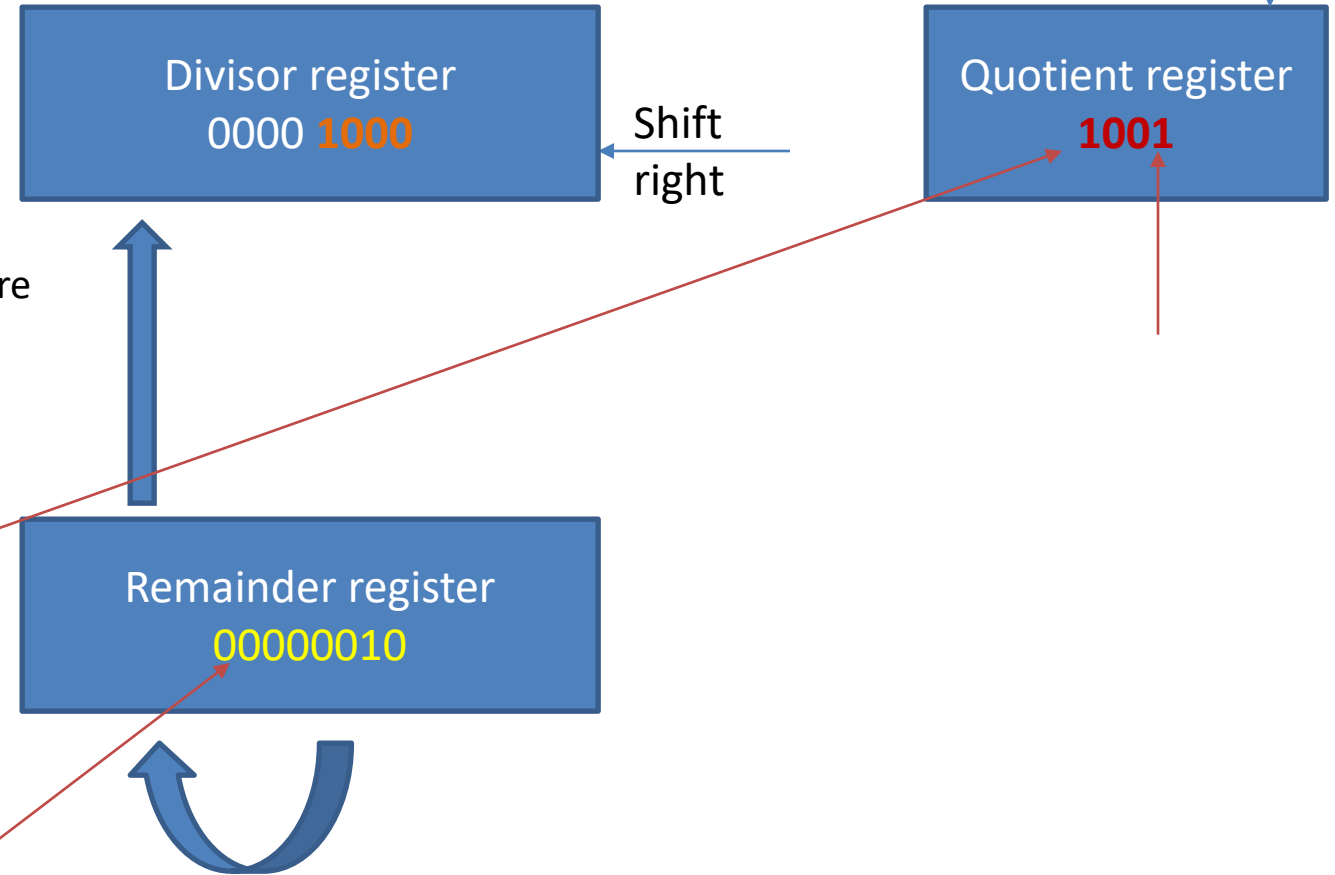 Divisor register
0000 1000
Shift
right
Quotient register
1001
re
Remainder register
00000010